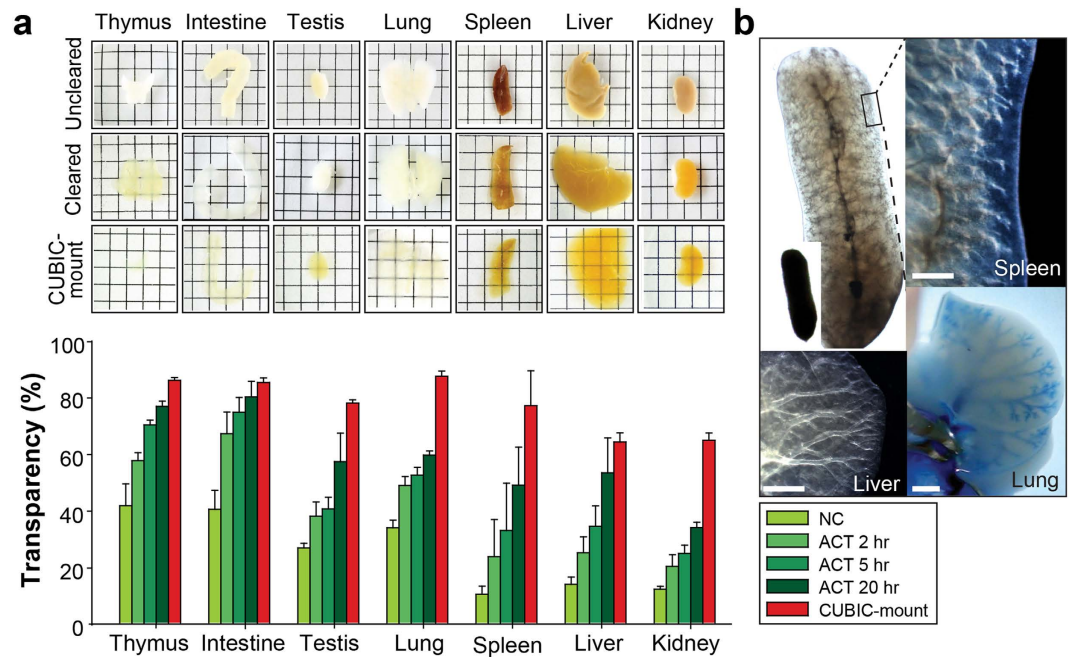 a
Thymus Intestine Testis Lung Spleen Liver Kidney
Uncleared
Cleared
CUBIC-
mount
b
Spleen
Liver
Lung
Transparency (%)
100
80
60
40
20
0
Thymus Intestine Testis Lung Spleen Liver Kidney
NC
ACT 2 hr
ACT 5 hr
ACT 20 hr
CUBIC-mount